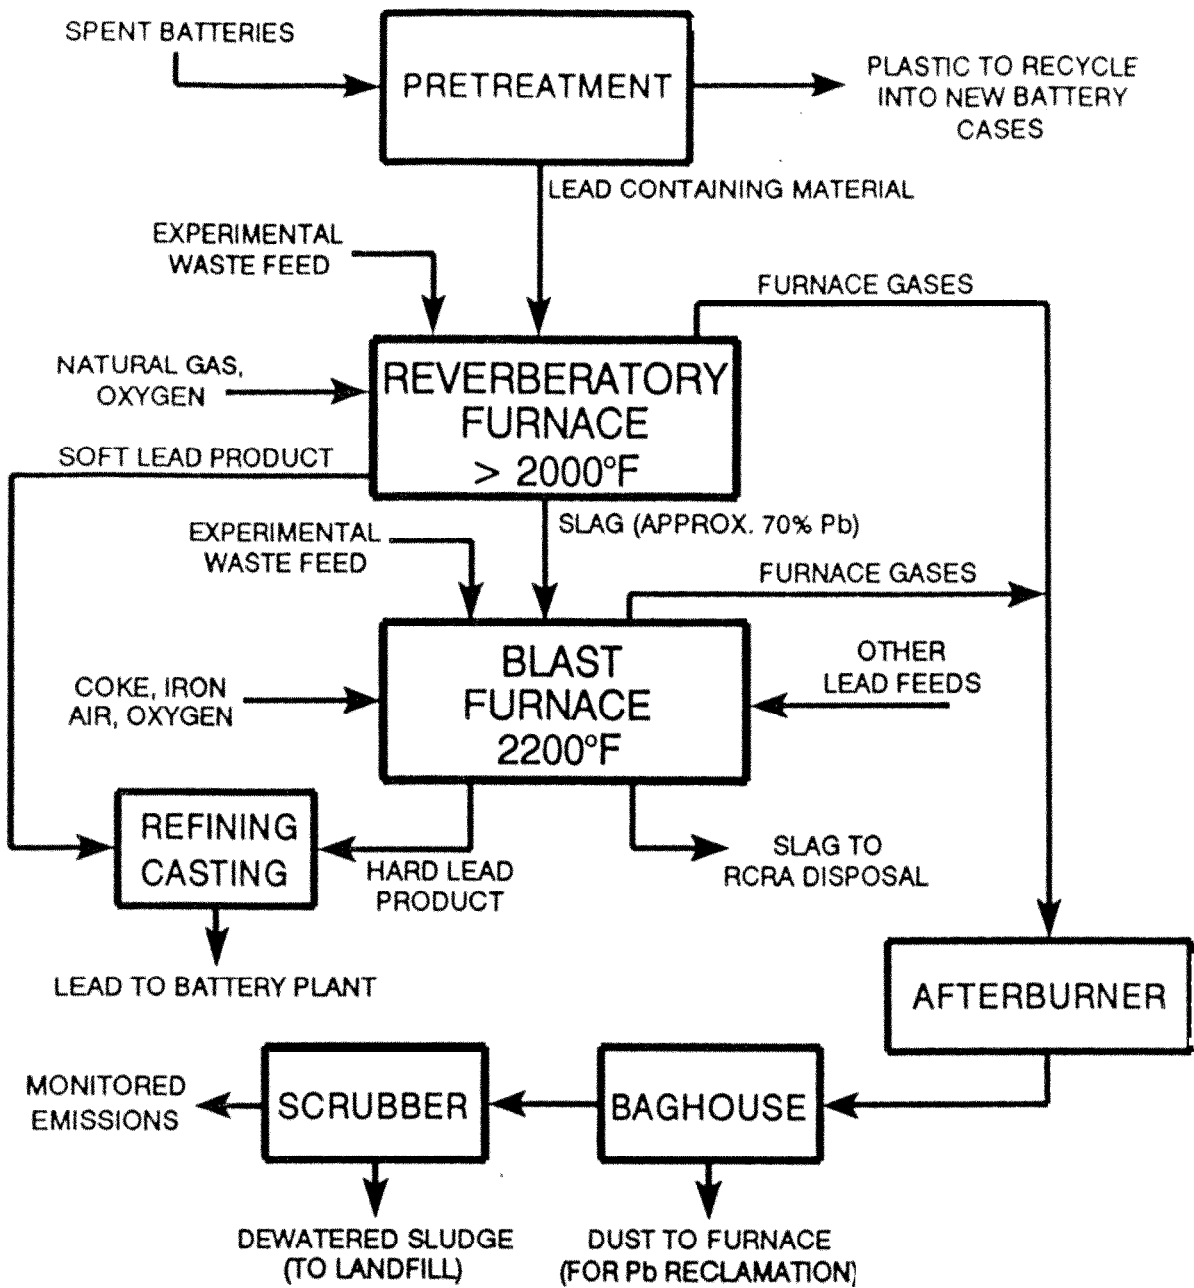 SPENT BATTERIES
PRETREATMENT
PLASTIC TO RECYCLE
INTO NEW BATTERY
CASES
LEAD CONTAINING MATERIAL
EXPERIMENTAL
WASTE FEED
FURNACE GASES
NATURAL GAS,
OXYGEN
REVERBERATORY
FURNACE
> 2000°F
SOFT LEAD PRODUCT
SLAG (APPROX. 70% Pb)
EXPERIMENTAL
WASTE FEED
FURNACE GASES
BLAST
FURNACE
2200°F
OTHER
LEAD FEEDS
COKE, IRON
AIR, OXYGEN
REFINING
CASTING
HARD LEAD
PRODUCT
SLAG TO
RCRA DISPOSAL
LEAD TO BATTERY PLANT
AFTERBURNER
MONITORED
EMISSIONS
SCRUBBER
BAGHOUSE
DEWATERED SLUDGE
(TO LANDFILL)
DUST TO FURNACE
(FOR Pb RECLAMATION)